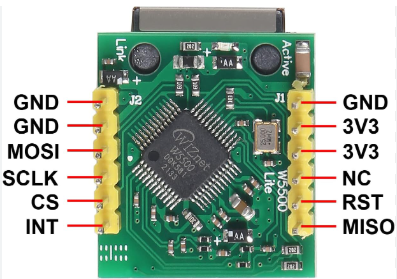 Link
Active
J2
J1
GND
GND
MOSI
SCLK
CS
INT
GND
3V3
3V3
NC
RST
MISO
WIZnet
W5500
W5500
Lite